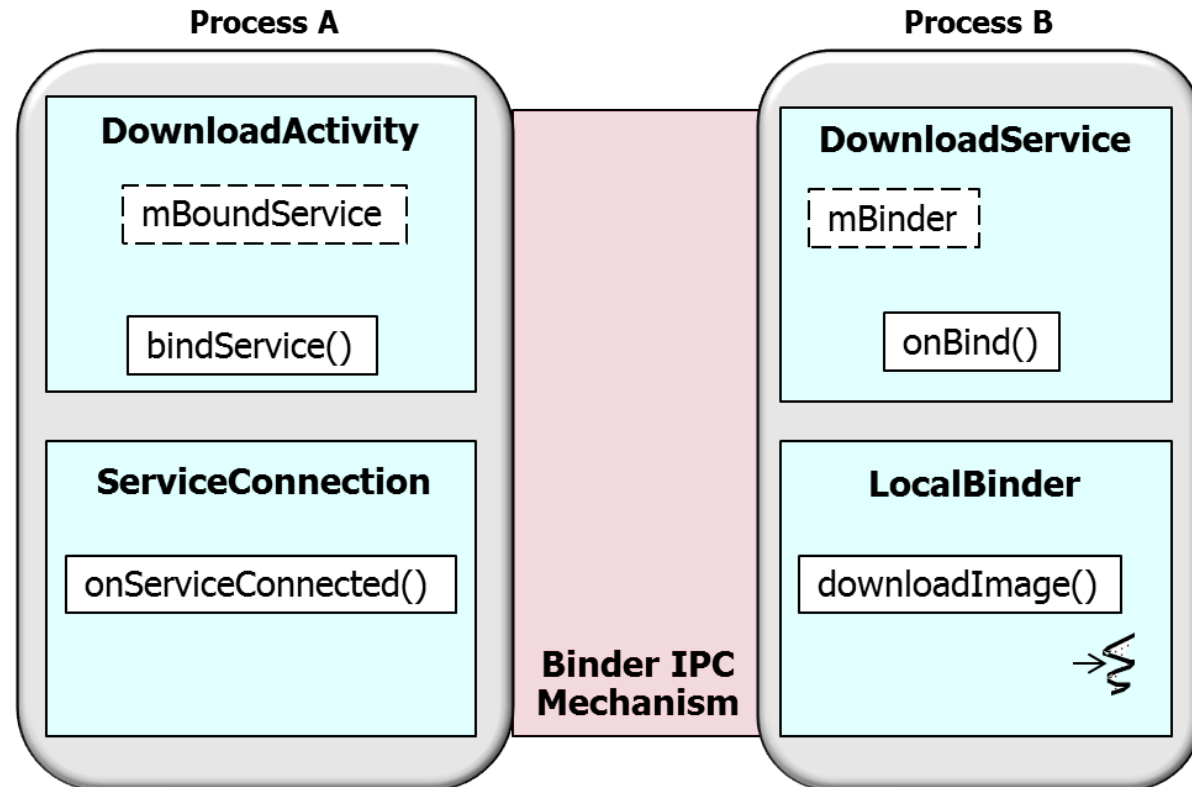 Process A
Process B
DownloadActivity
mBoundService
bindService()
ServiceConnection
onServiceConnected()
Binder IPC
Mechanism
DownloadService
mBinder
onBind()
LocalBinder
downloadImage()